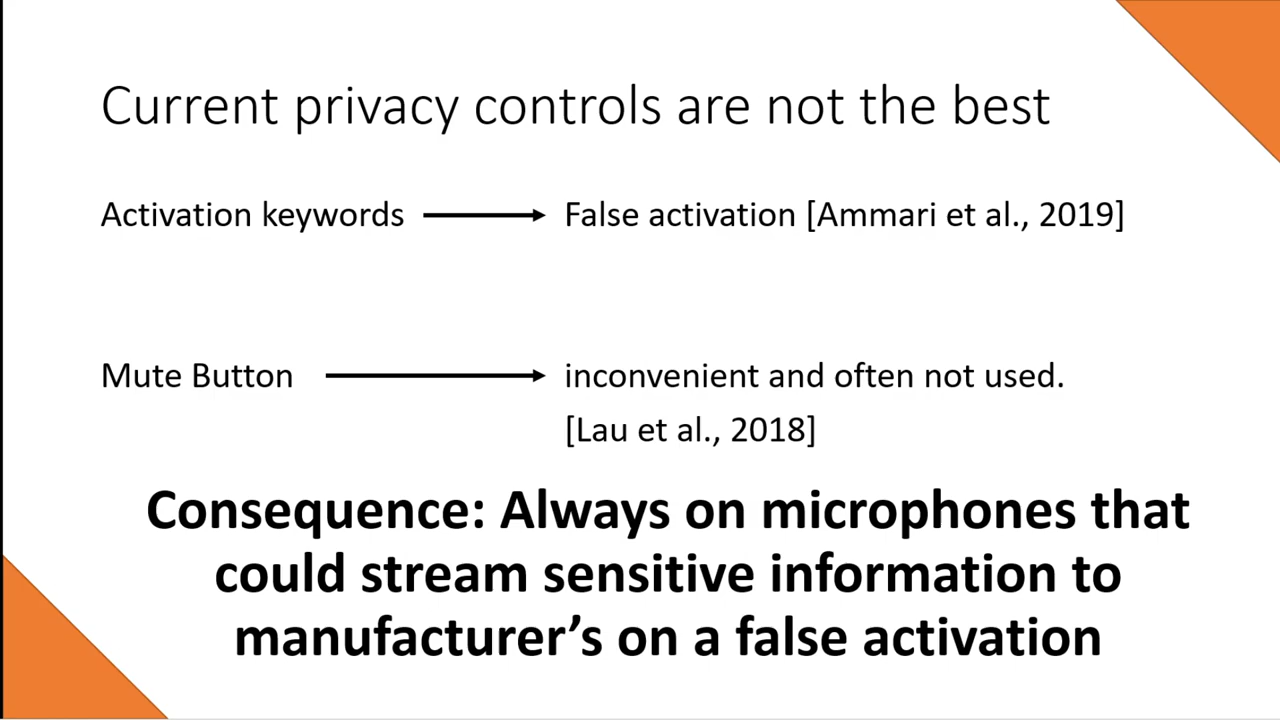 Current privacy controls are not the best
Activation keywords False activation [Ammari et al., 2019]
Mute Button inconvenient and often not used.
[Lau et al., 2018]
Consequence: Always on microphones that
could stream sensitive information to
manufacturer’s on a false activation